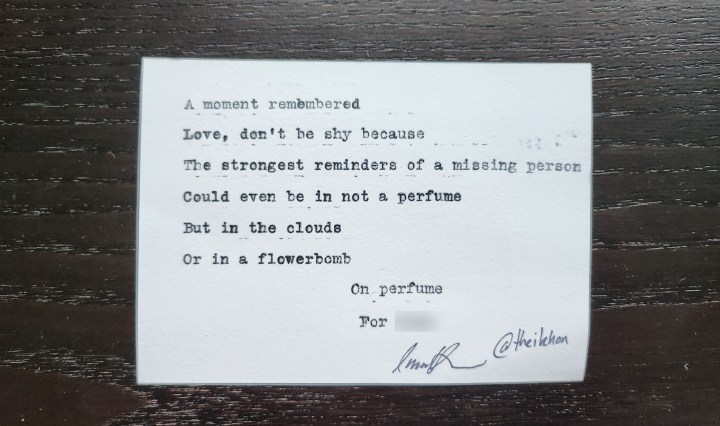 A moment remembered
Love, don't be shy because
The strongest reminders of a missing person
Could even be in not a perfume
But in the clouds
Or in a flowerbomb
On perfume
For